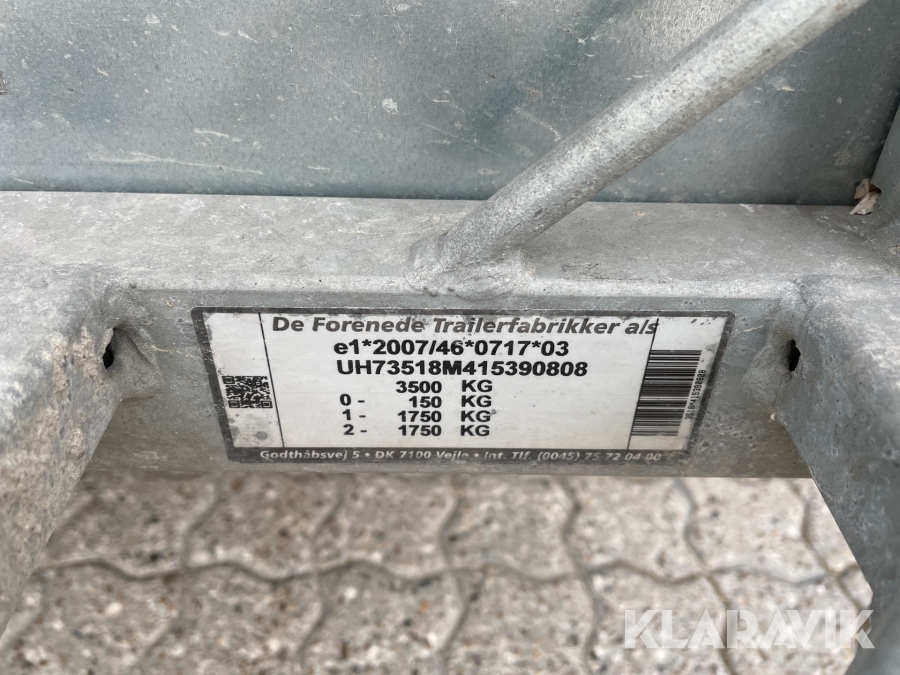 De Forenede Trailerfabrikker a/s
e1*2007/46*0717*03
UH73518M415390808
3500 KG
0 - 150 KG
1 - 1750 KG
2 - 1750 KG
Godthåbsvej 5 • DK 7100 Vejle • Int. Tlf. (0045) 75 72 04 00
KLARAVIK